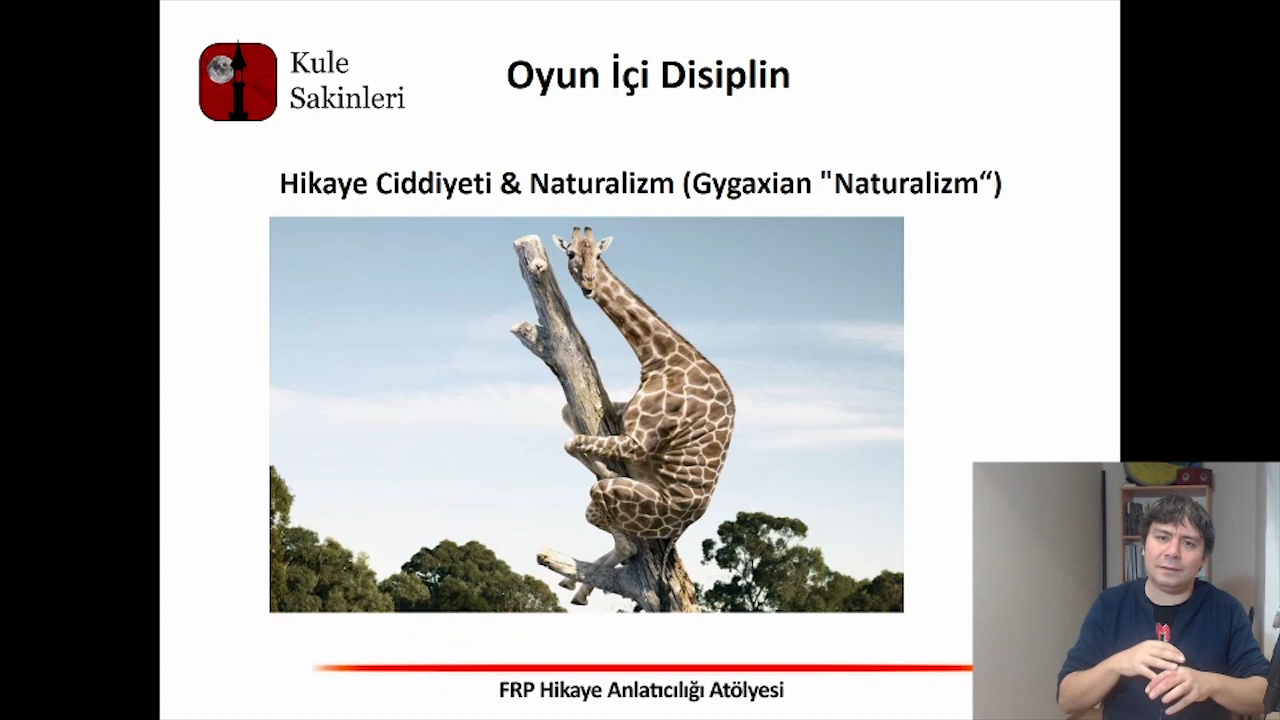 Kule
Sakinleri
Oyun İçi Disiplin
Hikaye Ciddiyeti & Naturalizm (Gygaxian "Naturalizm“)
FRP Hikaye Anlatıcılığı Atölyesi